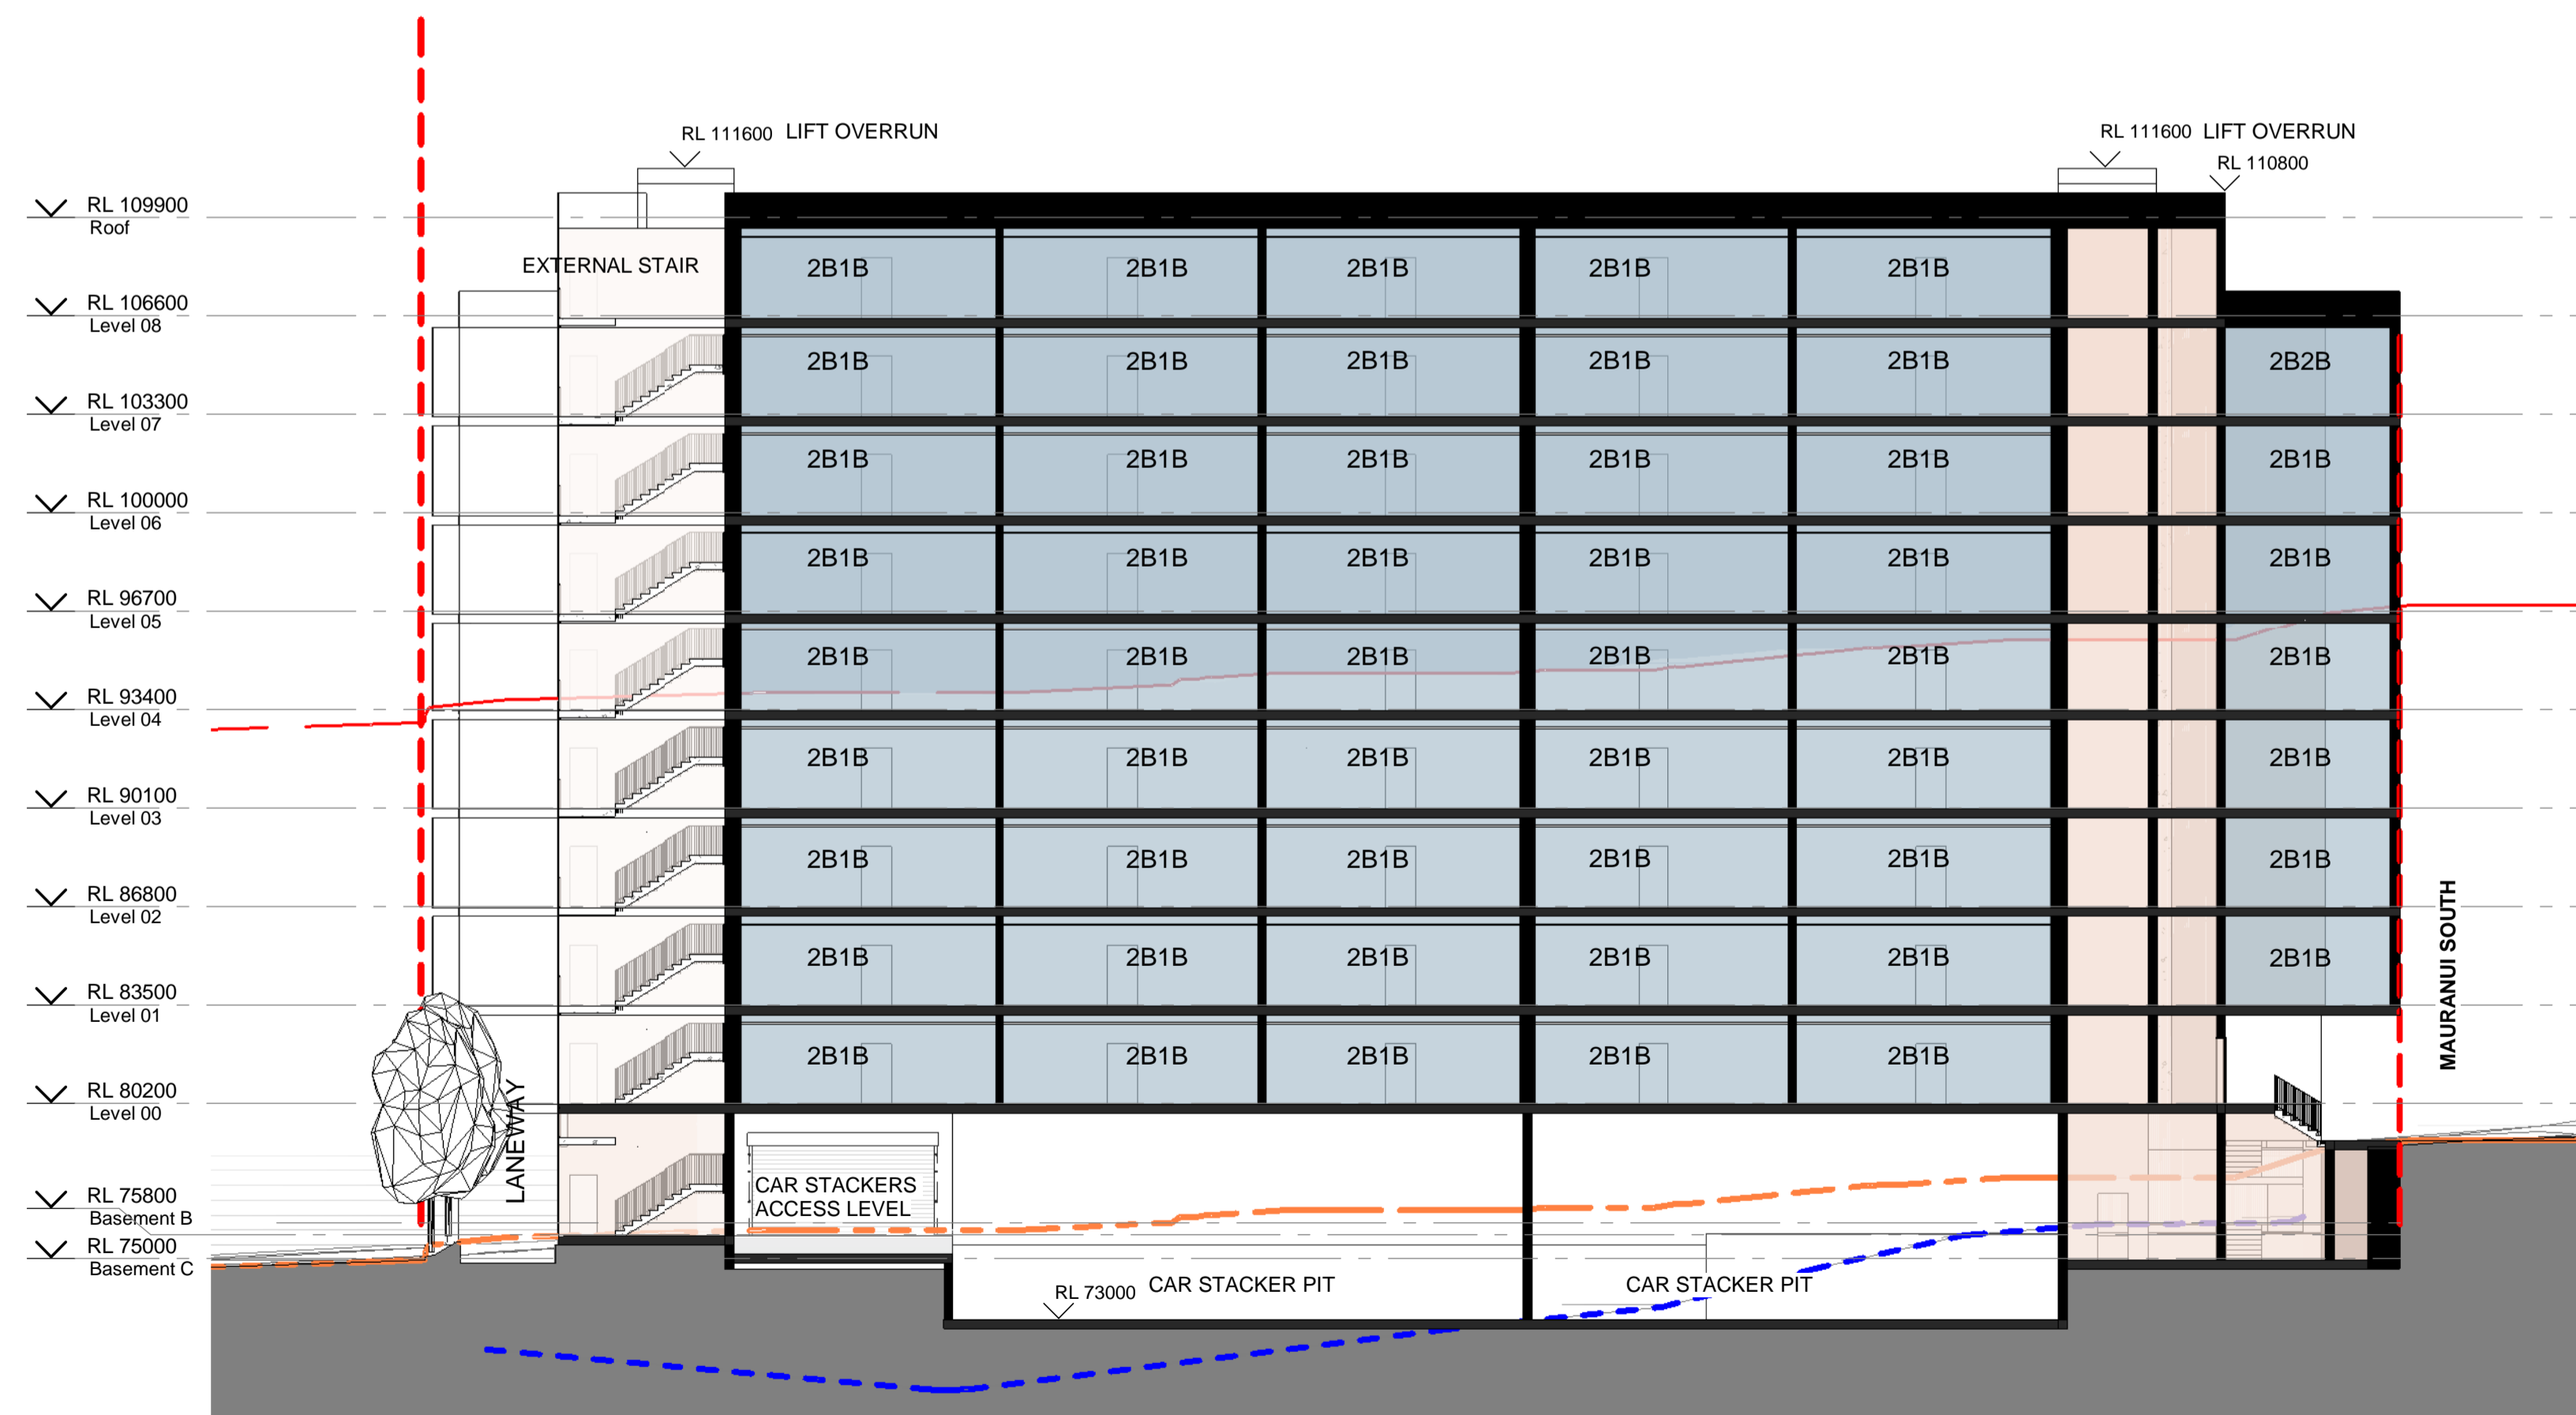 RL 111600 LIFT OVERRUN
RL 111600 LIFT OVERRUN
RL 110800
RL 109900
Roof
EXTERNAL STAIR
2B1B 2B1B 2B1B 2B1B 2B1B
RL 106600
Level 08
2B1B 2B1B 2B1B 2B1B 2B1B 2B2B
RL 103300
Level 07
2B1B 2B1B 2B1B 2B1B 2B1B 2B1B
RL 100000
Level 06
2B1B 2B1B 2B1B 2B1B 2B1B 2B1B
RL 96700
Level 05
2B1B 2B1B 2B1B 2B1B 2B1B 2B1B
RL 93400
Level 04
2B1B 2B1B 2B1B 2B1B 2B1B 2B1B
RL 90100
Level 03
2B1B 2B1B 2B1B 2B1B 2B1B 2B1B
RL 86800
Level 02
2B1B 2B1B 2B1B 2B1B 2B1B 2B1B
MAURANUI SOUTH
RL 83500
Level 01
2B1B 2B1B 2B1B 2B1B 2B1B
RL 80200
Level 00
LANEWAY
CAR STACKERS
ACCESS LEVEL
RL 75800
Basement B
RL 75000
Basement C
RL 73000 CAR STACKER PIT
CAR STACKER PIT